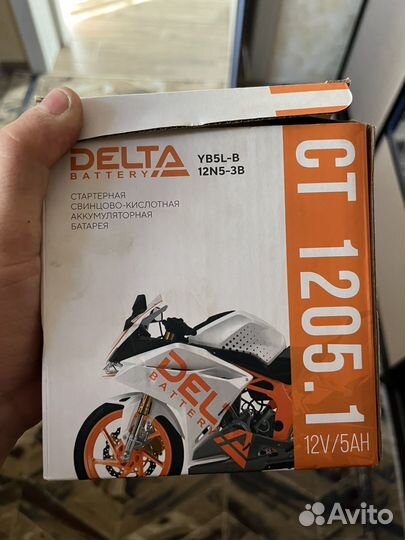 DELTA
BATTERY
YB5L-B
12N5-3B
СТАРТЕРНАЯ
СВИНЦОВО-КИСЛОТНАЯ
АККУМУЛЯТОРНАЯ
БАТАРЕЯ
CT 1205.1
12V/5AH
DELTA
BATTERY
Avito